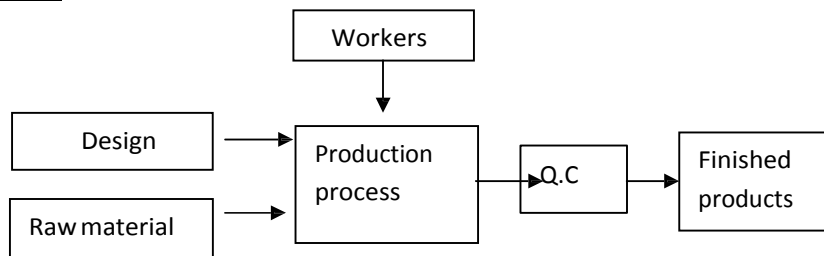 Workers
Design
Production
process
Q.C
Finished
products
Raw material